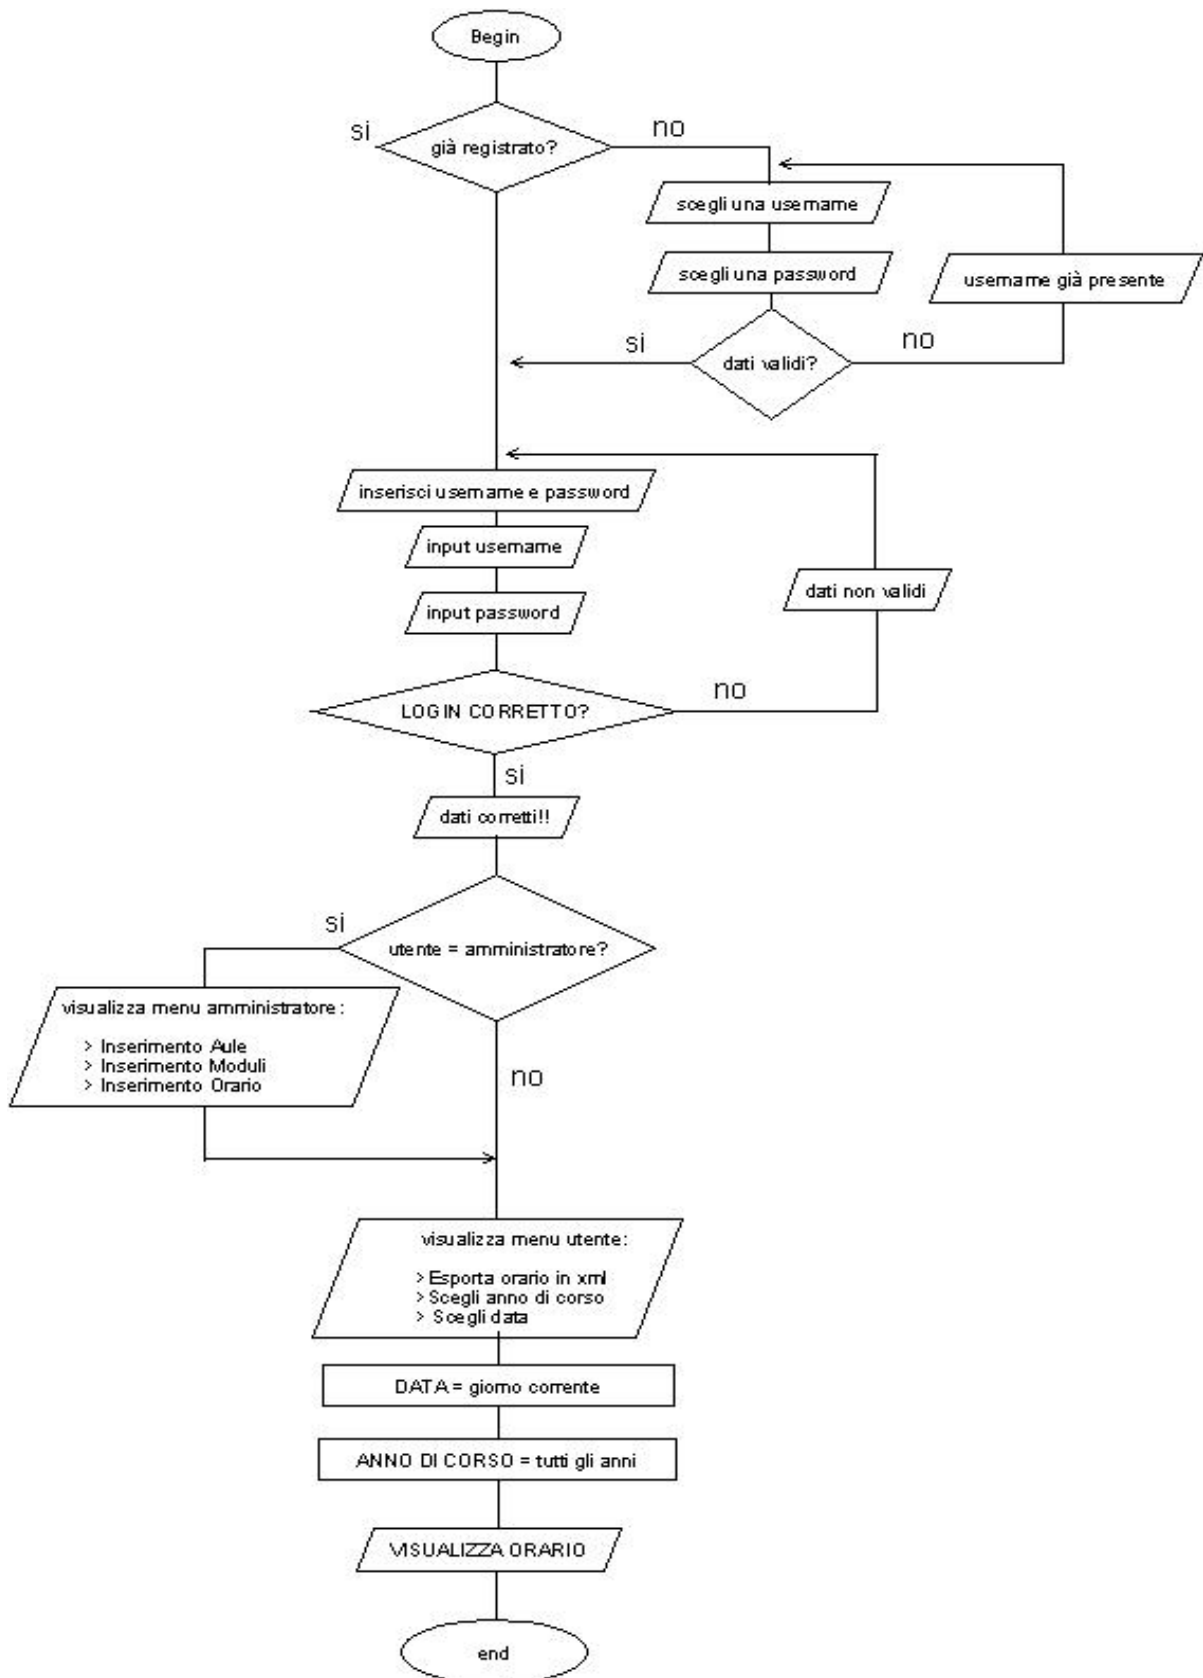 Begin
si
no
già registrato?
scegli una username
scegli una password
username già presente
si
no
dati validi?
inserisci username e password
input username
input password
dati non validi
no
LOGIN CORRETTO?
si
dati corretti!!
si
utente = amministratore?
visualizza menu amministratore:
> Inserimento Aule
> Inserimento Moduli
> Inserimento Orario
no
visualizza menu utente:
> Esporta orario in xml
> Scegli anno di corso
> Scegli data
DATA = giorno corrente
ANNO DI CORSO = tutti gli anni
VISUALIZZA ORARIO
end